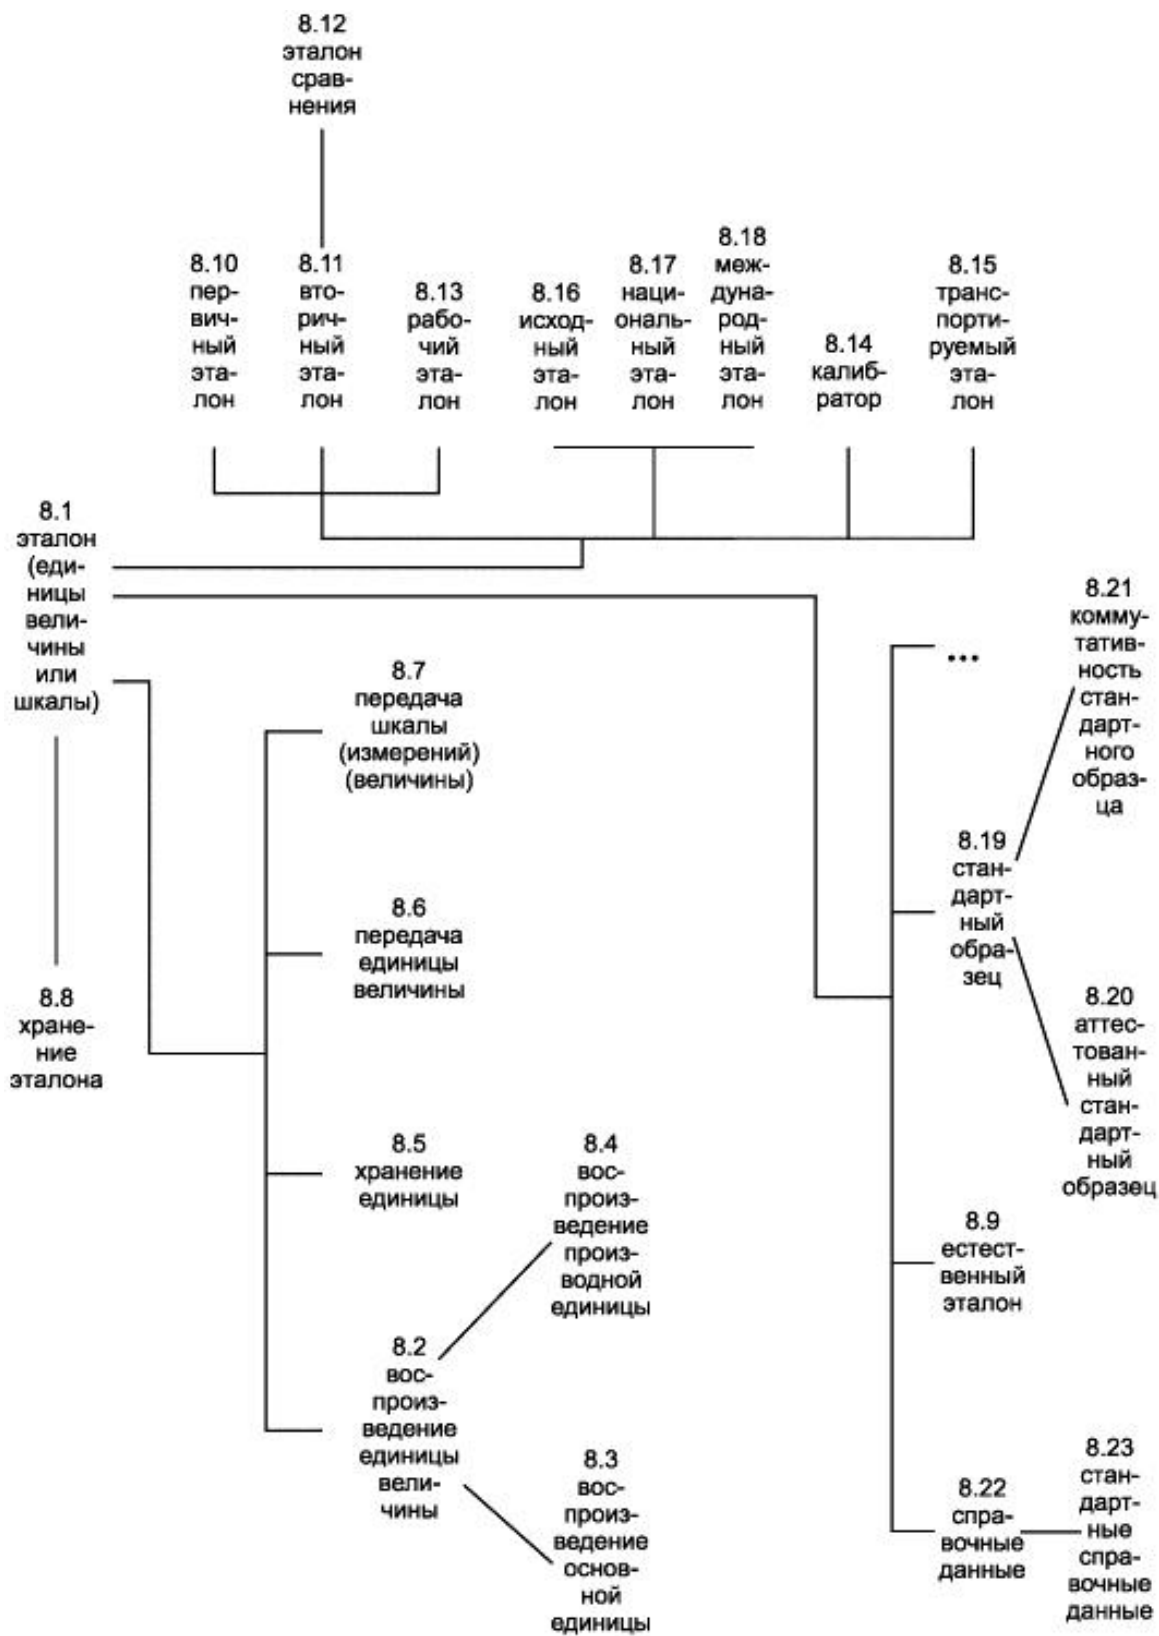 8.12
эталон
срав-
нения
8.10
пер-
вич-
ный
эта-
лон
8.11
вто-
рич-
ный
эта-
лон
8.13
рабо-
чий
эта-
лон
8.16
исход-
ный
эта-
лон
8.17
наци-
ональ-
ный
эта-
лон
8.18
меж-
дуна-
род-
ный
эта-
лон
8.14
калиб-
ратор
8.15
транс-
порти-
руемый
эта-
лон
8.1
эталон
(еди-
ницы
вели-
чины
или
шкалы)
8.8
хране-
ние
эталона
8.7
передача
шкалы
(измерений)
(величины)
8.6
передача
единицы
величины
8.5
хранение
единицы
8.4
вос-
произ-
ведение
произ-
водной
единицы
8.2
вос-
произ-
ведение
единицы
вели-
чины
8.3
вос-
произ-
ведение
основ-
ной
единицы
...
8.21
комму-
татив-
ность
стан-
дарт-
ного
образ-
ца
8.19
стан-
дарт-
ный
обра-
зец
8.20
аттес-
тован-
ный
стан-
дарт-
ный
образец
8.9
естест-
венный
эталон
8.22
спра-
вочные
данные
8.23
стан-
дарт-
ные
спра-
вочные
данные